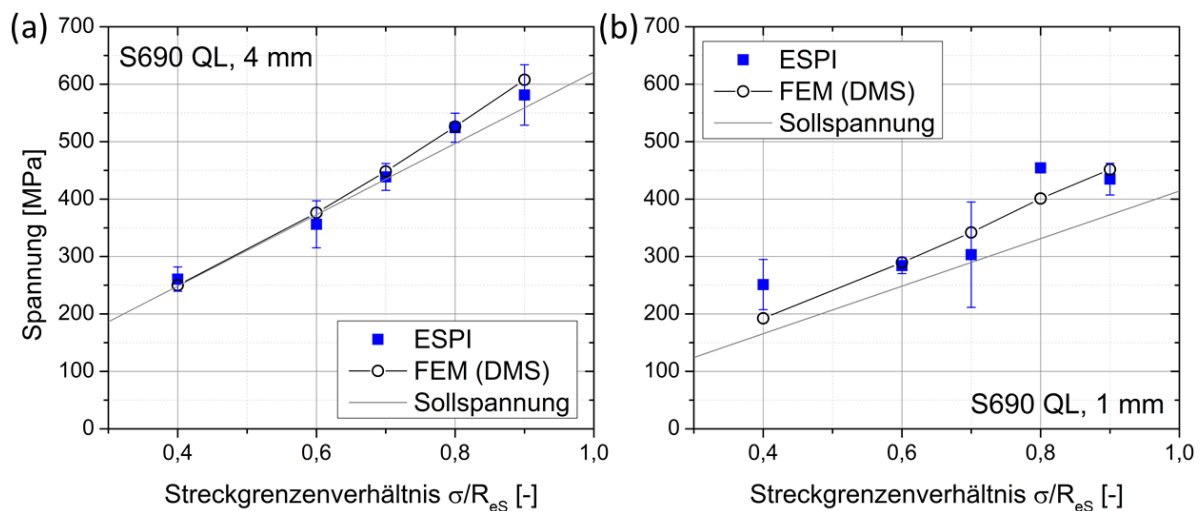 (a)
S690 QL, 4 mm
Spannung [MPa]
700
600
500
400
300
200
100
0
0,4
0,6
0,8
1,0
ESPI
FEM (DMS)
Sollspannung
Streckgrenzenverhältnis σ/ReS [-]
(b)
700
600
500
400
300
200
100
0
0,4
0,6
0,8
1,0
ESPI
FEM (DMS)
Sollspannung
S690 QL, 1 mm
Streckgrenzenverhältnis σ/ReS [-]